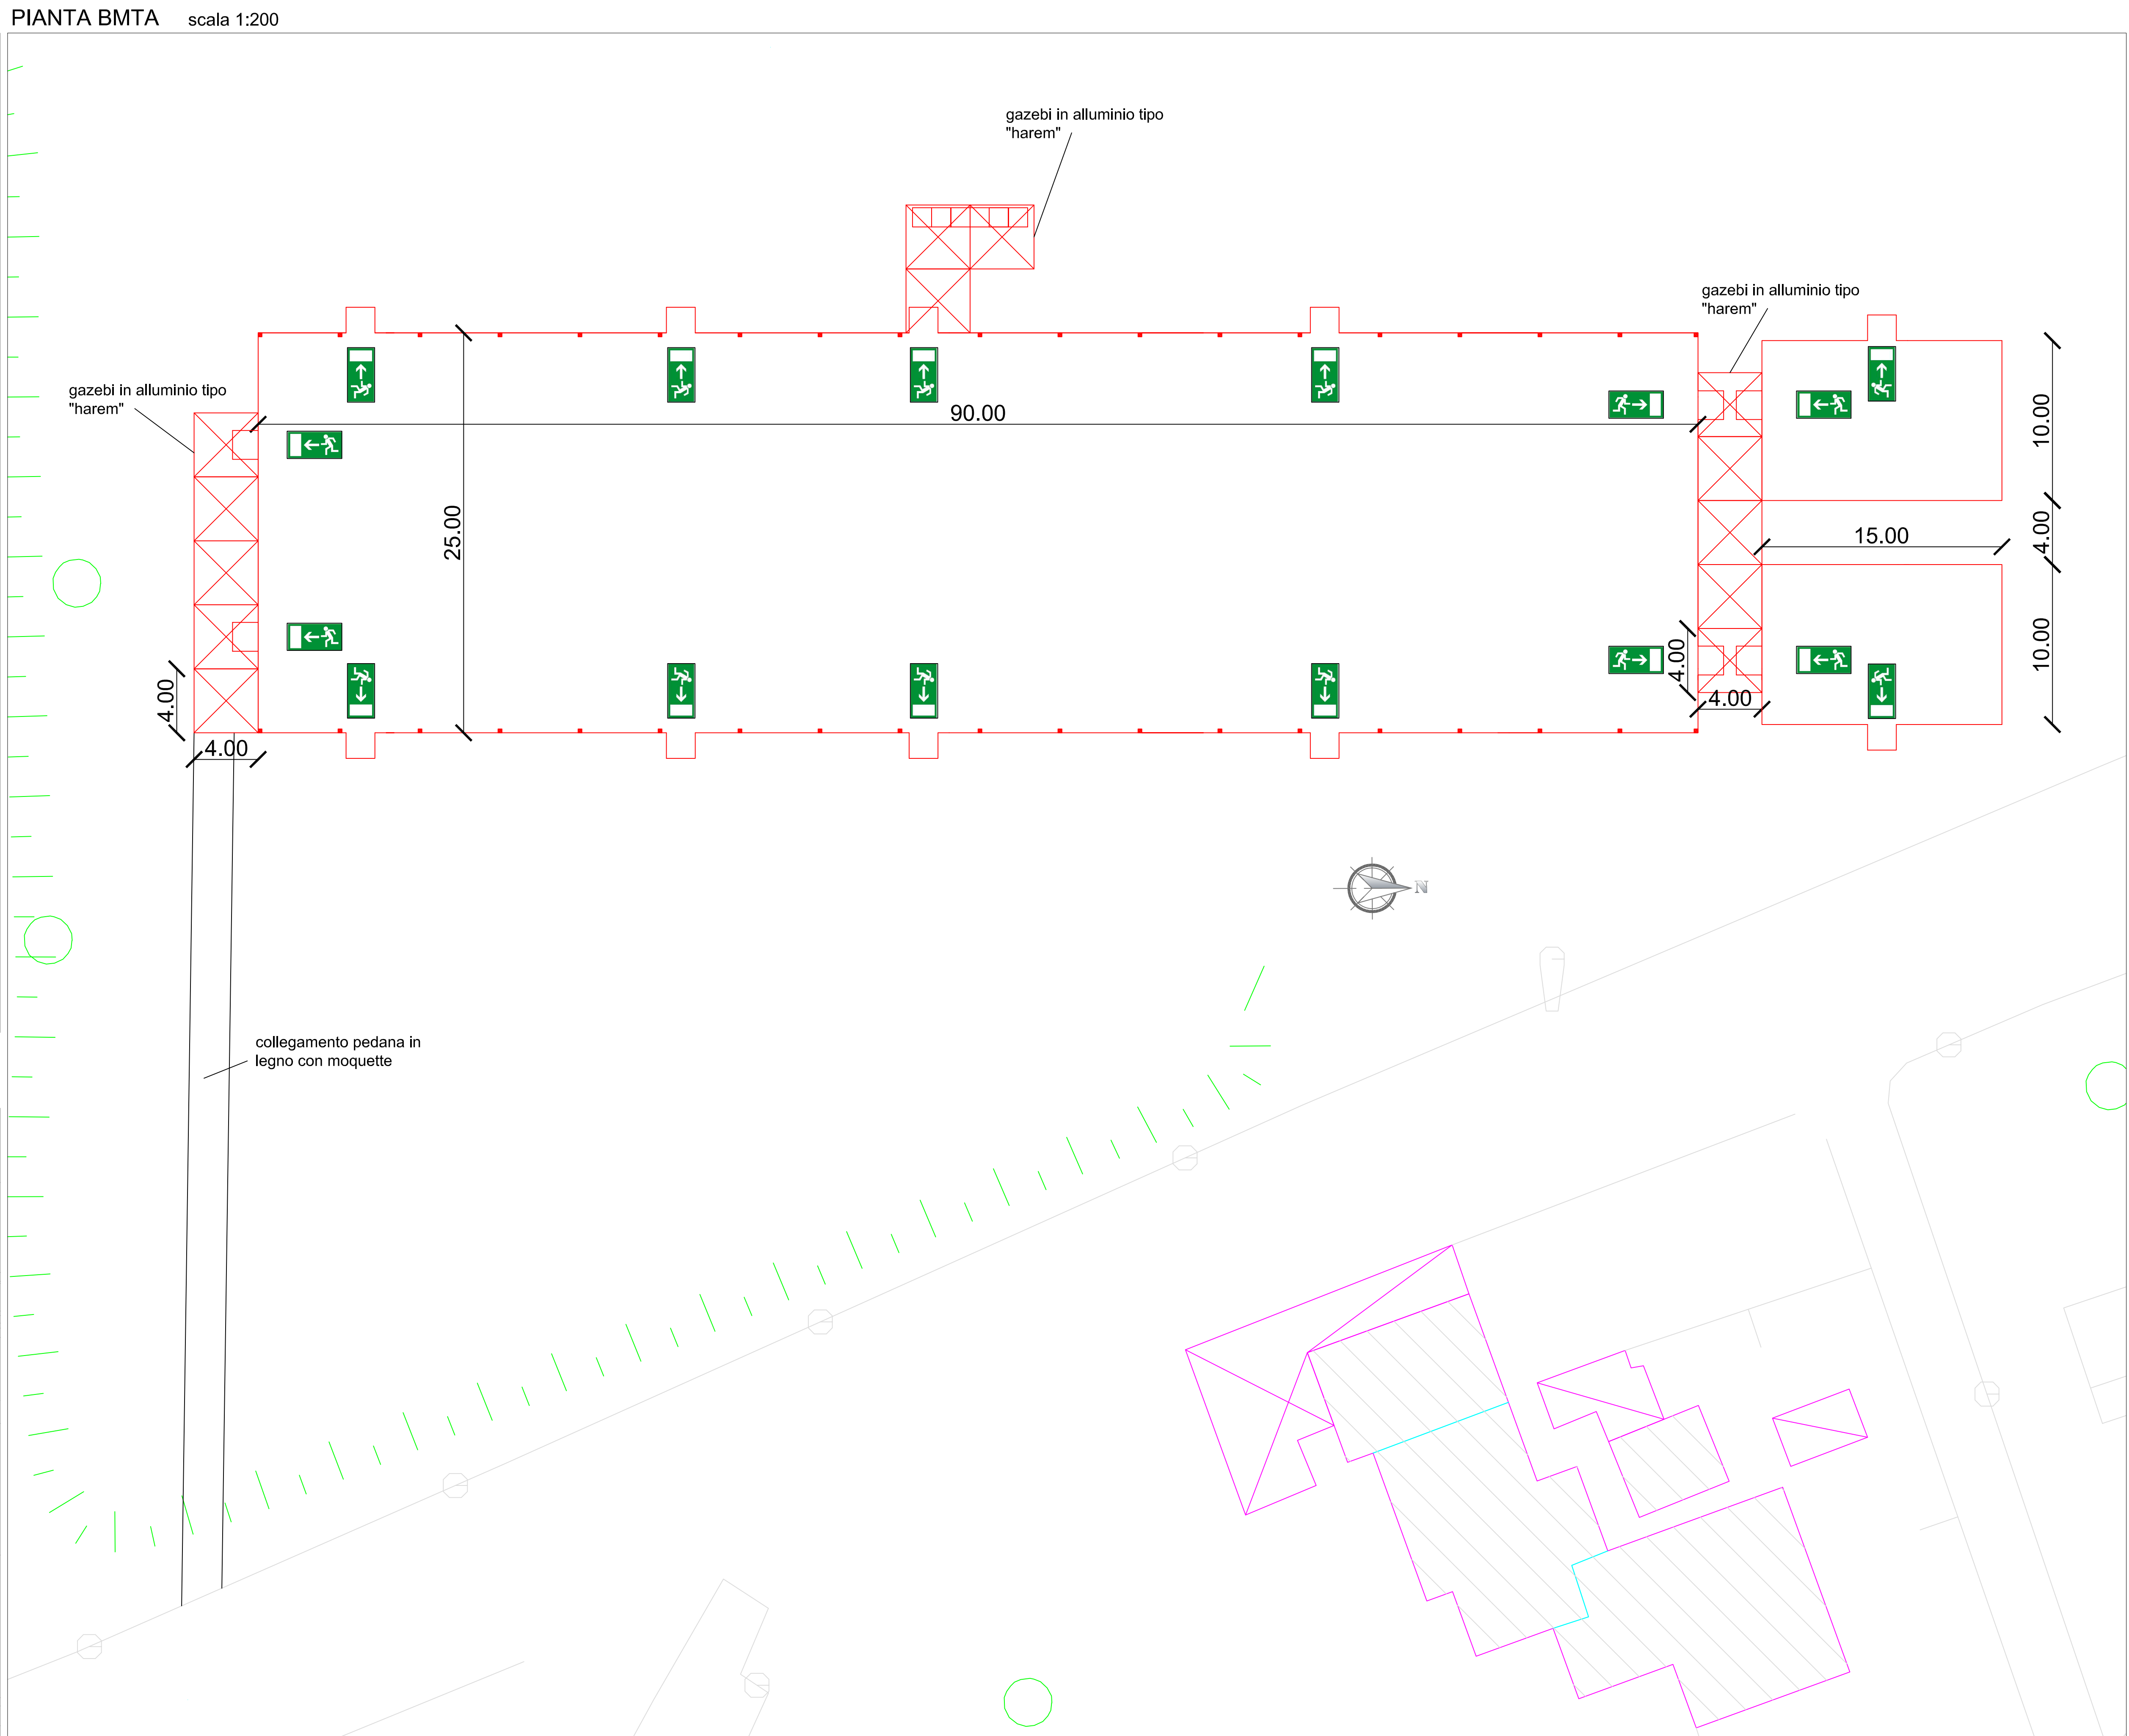 PIANTA BMTA scala 1:200
gazebi in alluminio tipo
"harem"
gazebi in alluminio tipo
"harem"
gazebi in alluminio tipo
"harem"
90.00
25.00
10.00
4.00
15.00
10.00
4.00
4.00
4.00
4.00
N
collegamento pedana in
legno con moquette